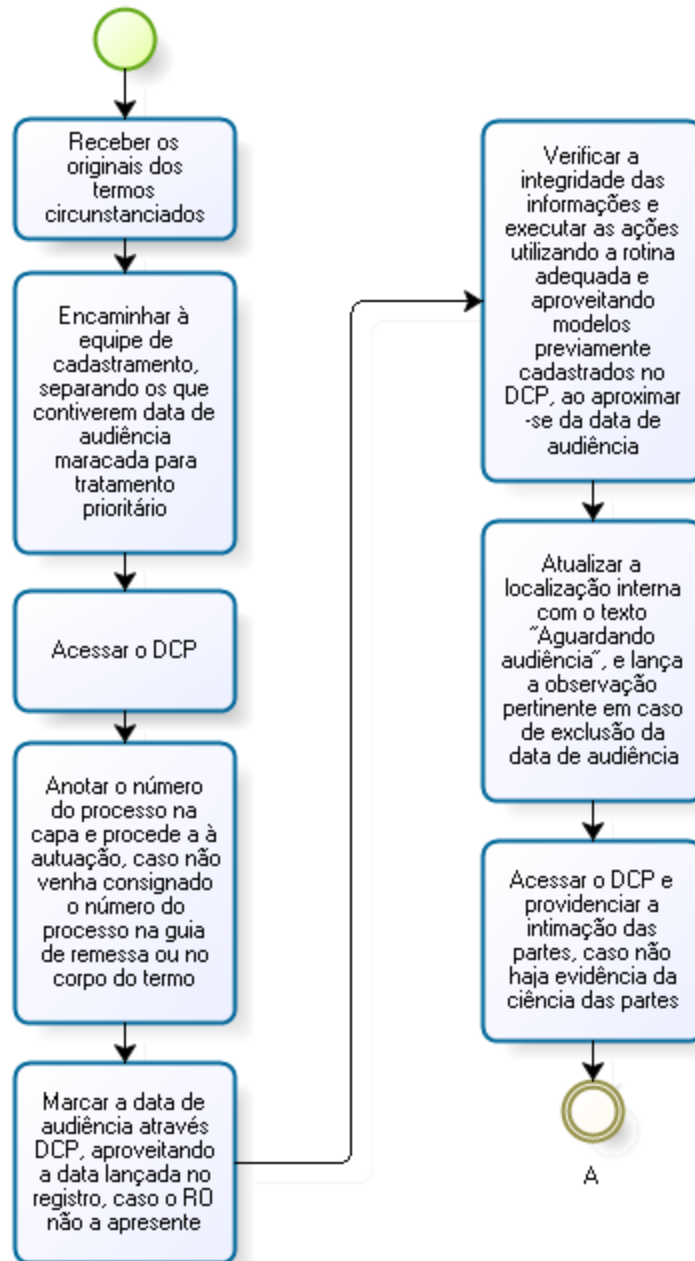 Receber os
originais dos
termos
circunstanciados
Encaminhar à
equipe de
cadastramento,
separando os que
contiverem data de
audiência
maracada para
tratamento
prioritário
Acessar o DCP
Anotar o número
do processo na
capa e procede a à
autuação, caso não
venha consignado
o número do
processo na guia
de remessa ou no
corpo do termo
Marcar a data de
audiência através
DCP, aproveitando
a data lançada no
registro, caso o RO
não a apresente
Verificar a
integridade das
informações e
executar as ações
utilizando a rotina
adequada e
aproveitando
modelos
previamente
cadastrados no
DCP, ao aproximar
-se da data de
audiência
Atualizar a
localização interna
com o texto
“Aguardando
audiência”, e lança
a observação
pertinente em caso
de exclusão da
data de audiência
Acessar o DCP e
providenciar a
intimação das
partes, caso não
haja evidência da
ciência das partes
A